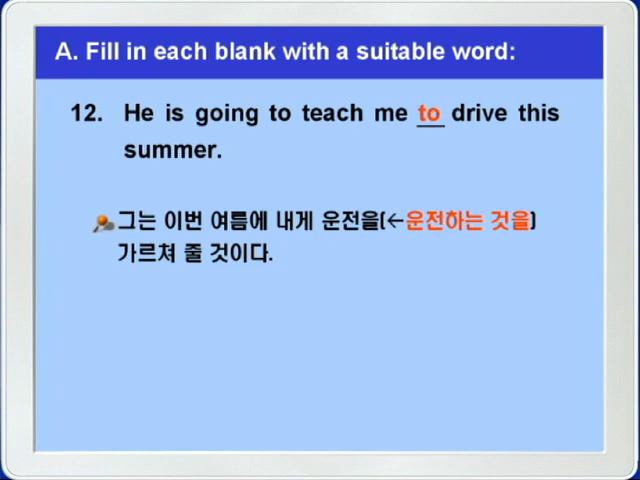 A. Fill in each blank with a suitable word:
12. He is going to teach me to drive this
summer.
그는 이번 여름에 내게 운전을(←운전하는 것을)
가르쳐 줄 것이다.